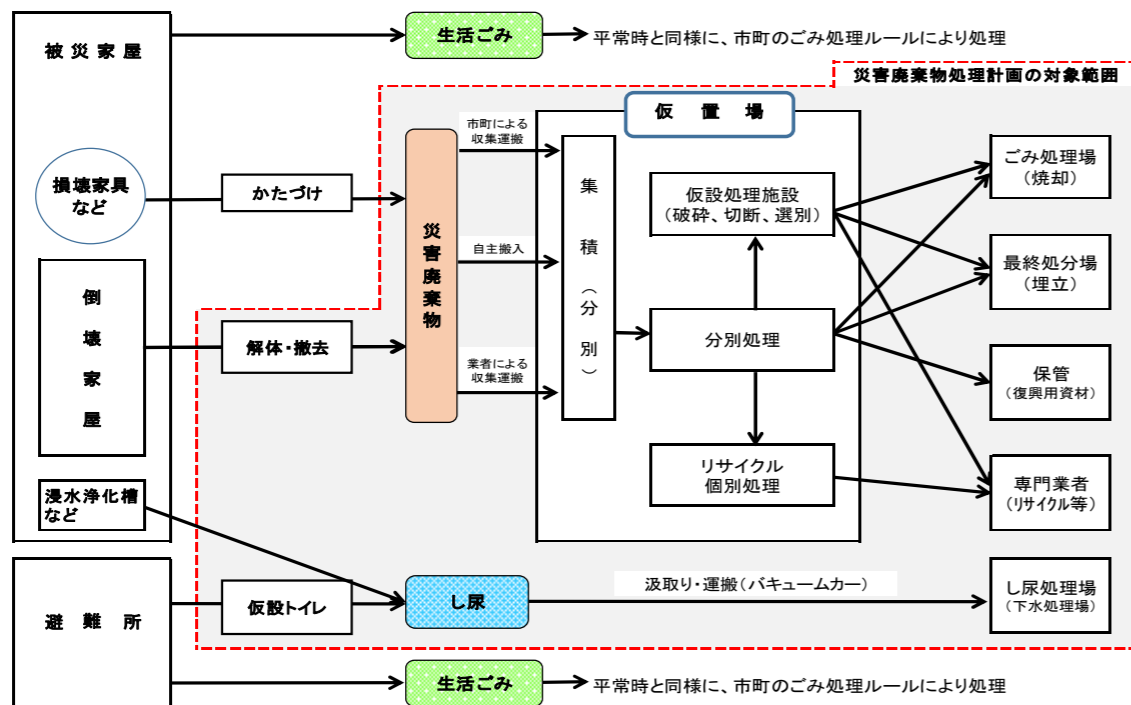 被災家屋
生活ごみ
平常時と同様に、市町のごみ処理ルールにより処理
災害廃棄物処理計画の対象範囲
仮置場
市町による
収集運搬
損壊家具
など
かたづけ
災害廃棄物
集積(分別)
仮設処理施設
(破砕、切断、選別)
ごみ処理場
(焼却)
自主搬入
最終処分場
(埋立)
倒壊家屋
解体・撤去
分別処理
業者による
収集運搬
保管
(復興用資材)
リサイクル
個別処理
専門業者
(リサイクル等)
浸水浄化槽
など
避難所
仮設トイレ
し尿
汲取り・運搬(バキュームカー)
し尿処理場
(下水処理場)
生活ごみ
平常時と同様に、市町のごみ処理ルールにより処理